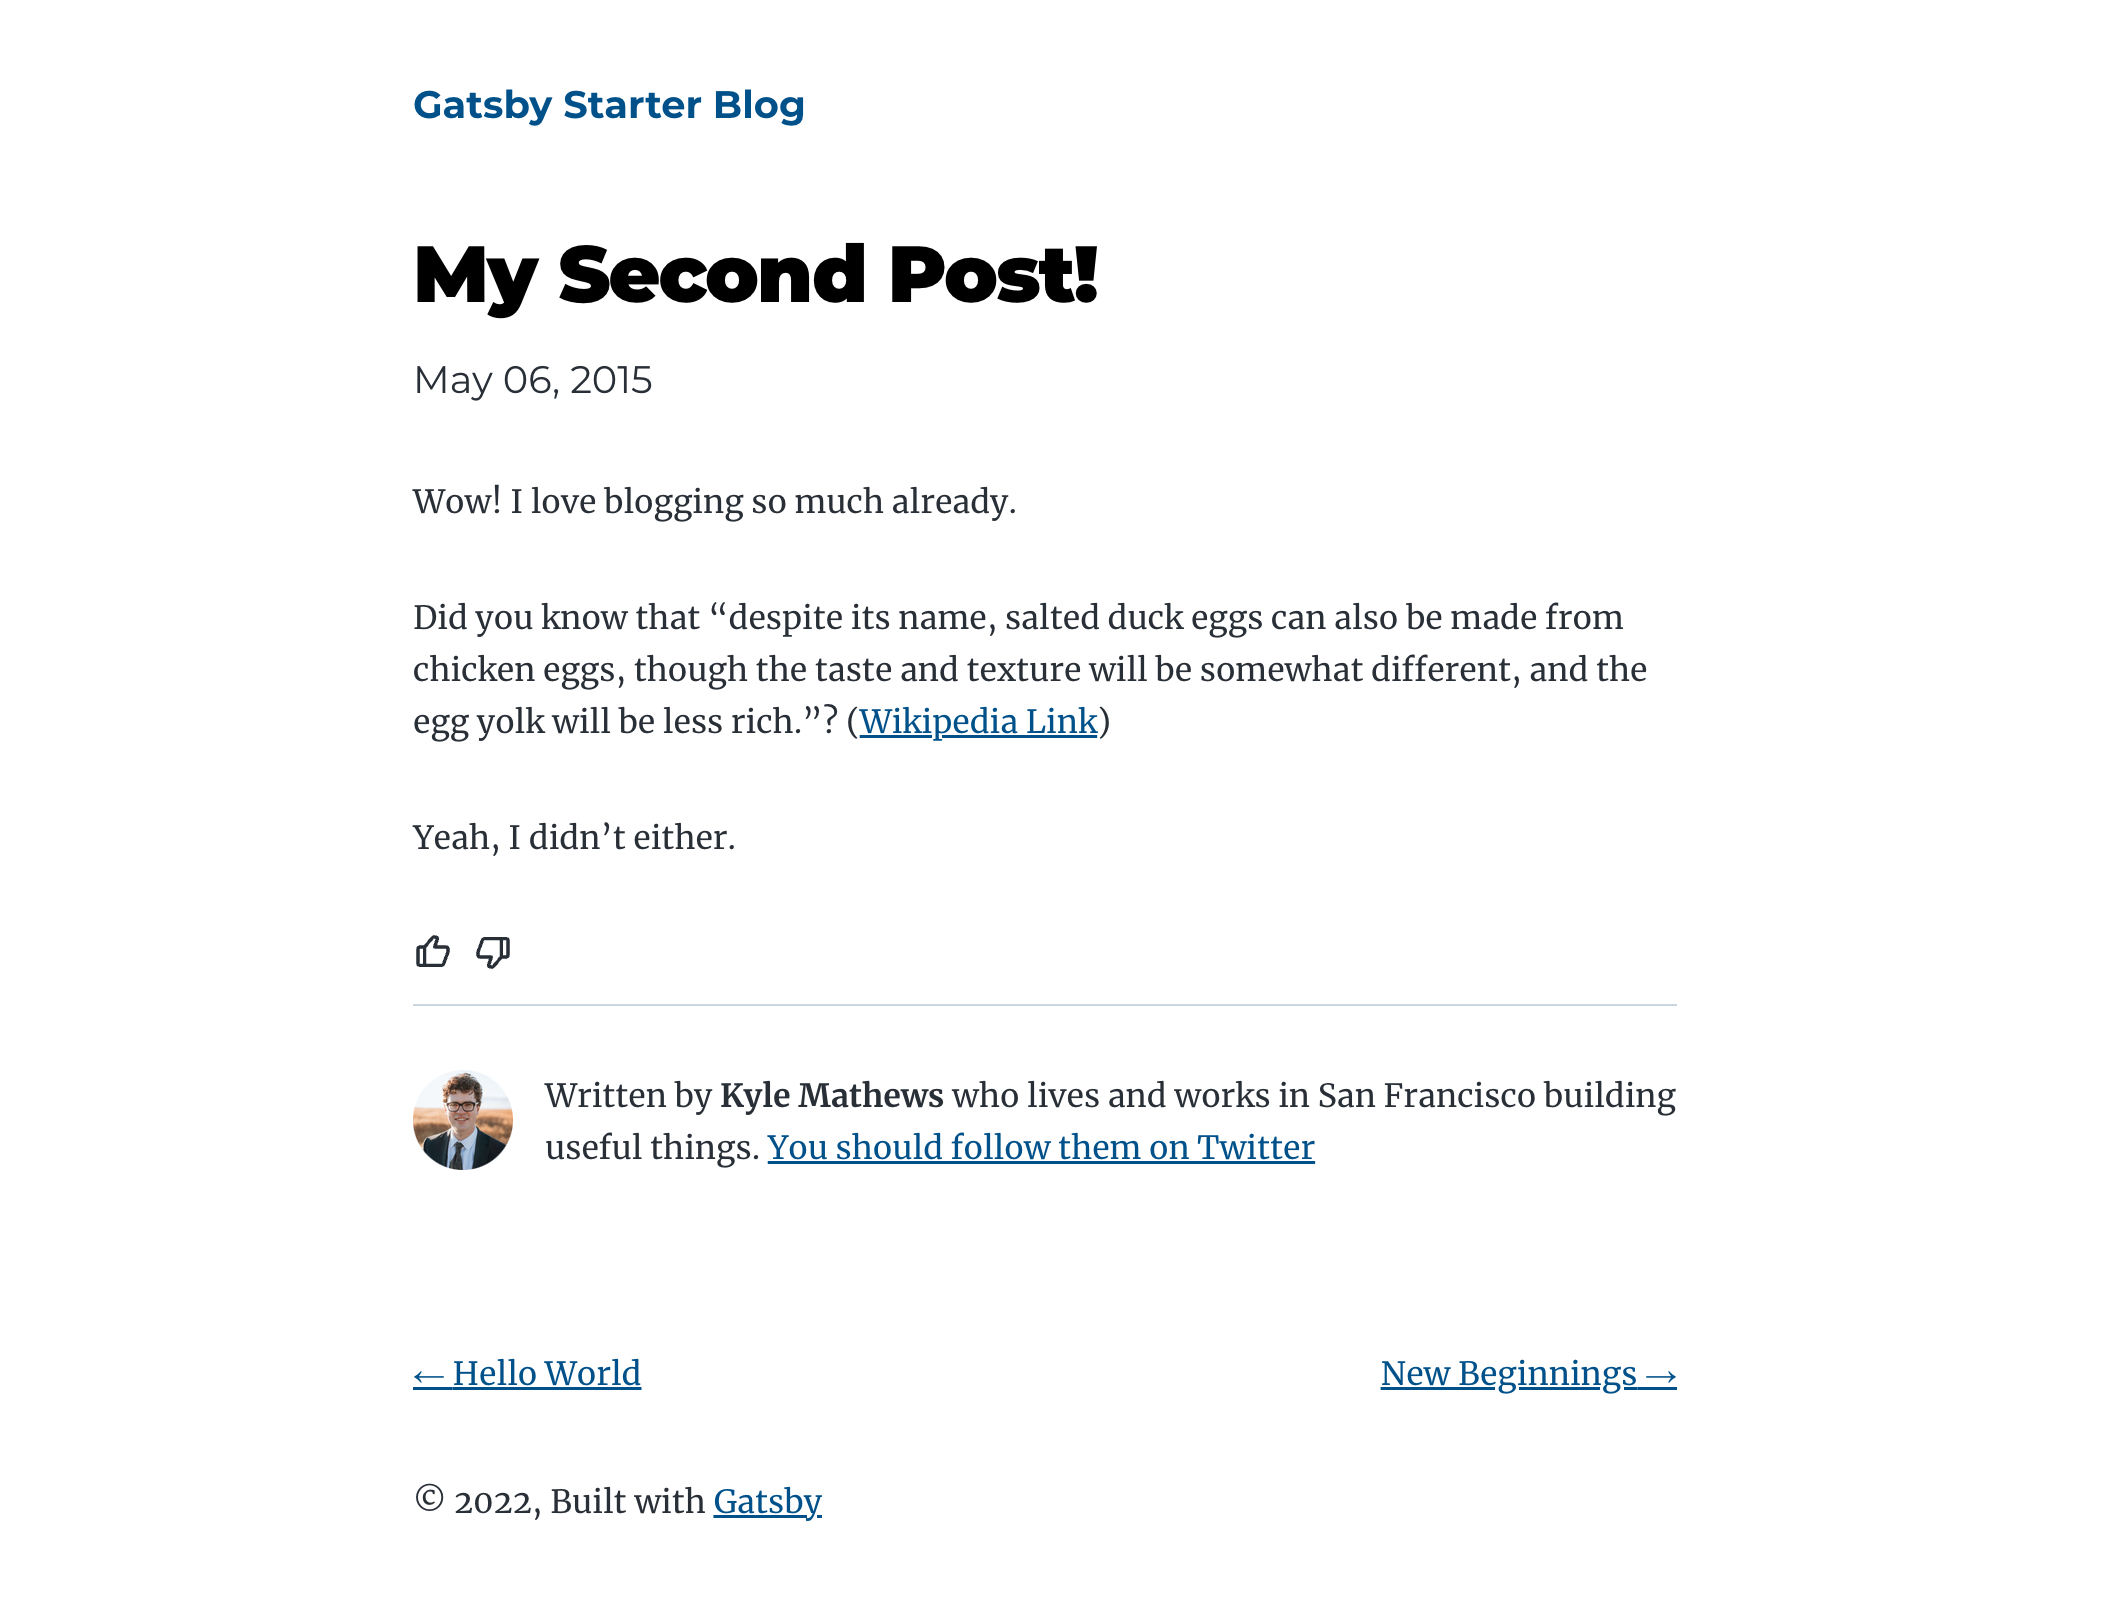 Gatsby Starter Blog
My Second Post!
May 06, 2015
Wow! I love blogging so much already.
Did you know that “despite its name, salted duck eggs can also be made from
chicken eggs, though the taste and texture will be somewhat different, and the
egg yolk will be less rich.”? (Wikipedia Link)
Yeah, I didn’t either.
Written by Kyle Mathews who lives and works in San Francisco building
useful things. You should follow them on Twitter
← Hello World
New Beginnings →
© 2022, Built with Gatsby